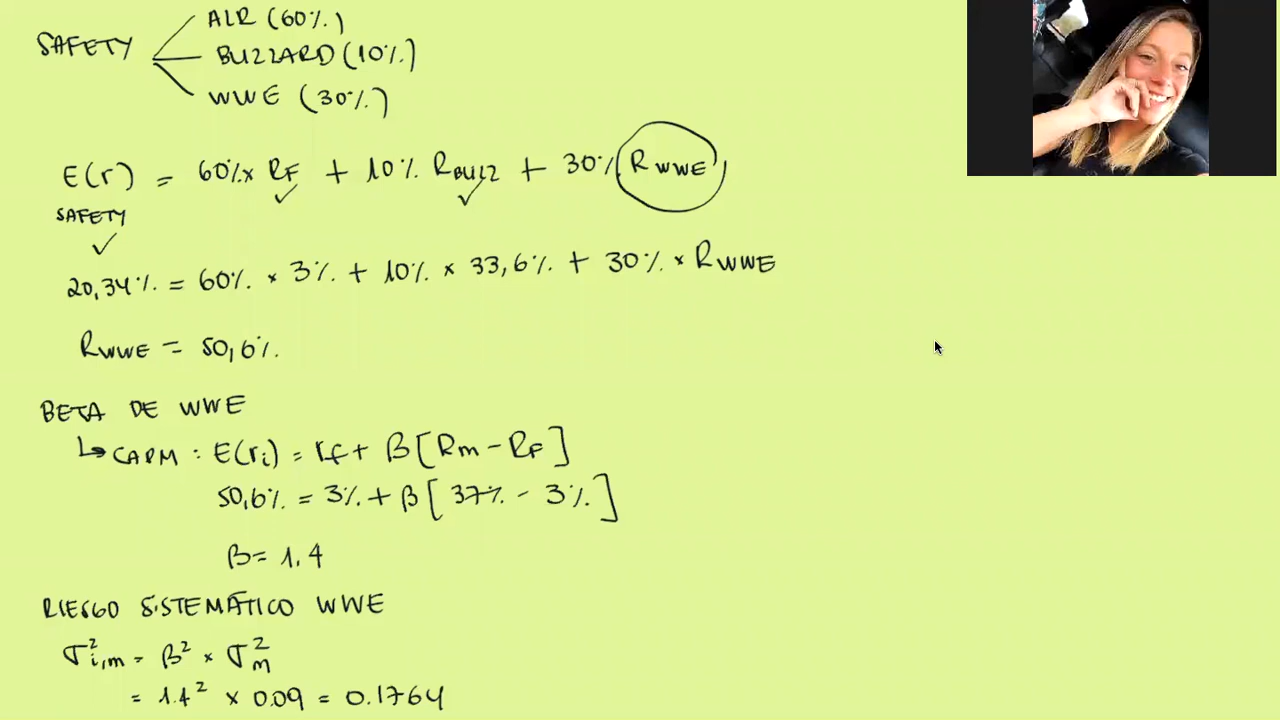 SAFETY
ALR (60%)
BUZZARD (10%)
WWE (30%)
E(r) = 60% x RF + 10% RBUZZ + 30% RWWE
SAFETY
20,34% = 60% x 3% + 10% x 33,6% + 30% x RWWE
RWWE = 50,6%
BETA DE WWE
↳ CAPM : E(ri) = rf + β[Rm - RF]
50,6% = 3% + β[37% - 3%]
β = 1.4
RIESGO SISTEMÁTICO WWE
σ²i,m = β² x σ²m
= 1.4² x 0.09 = 0.1764